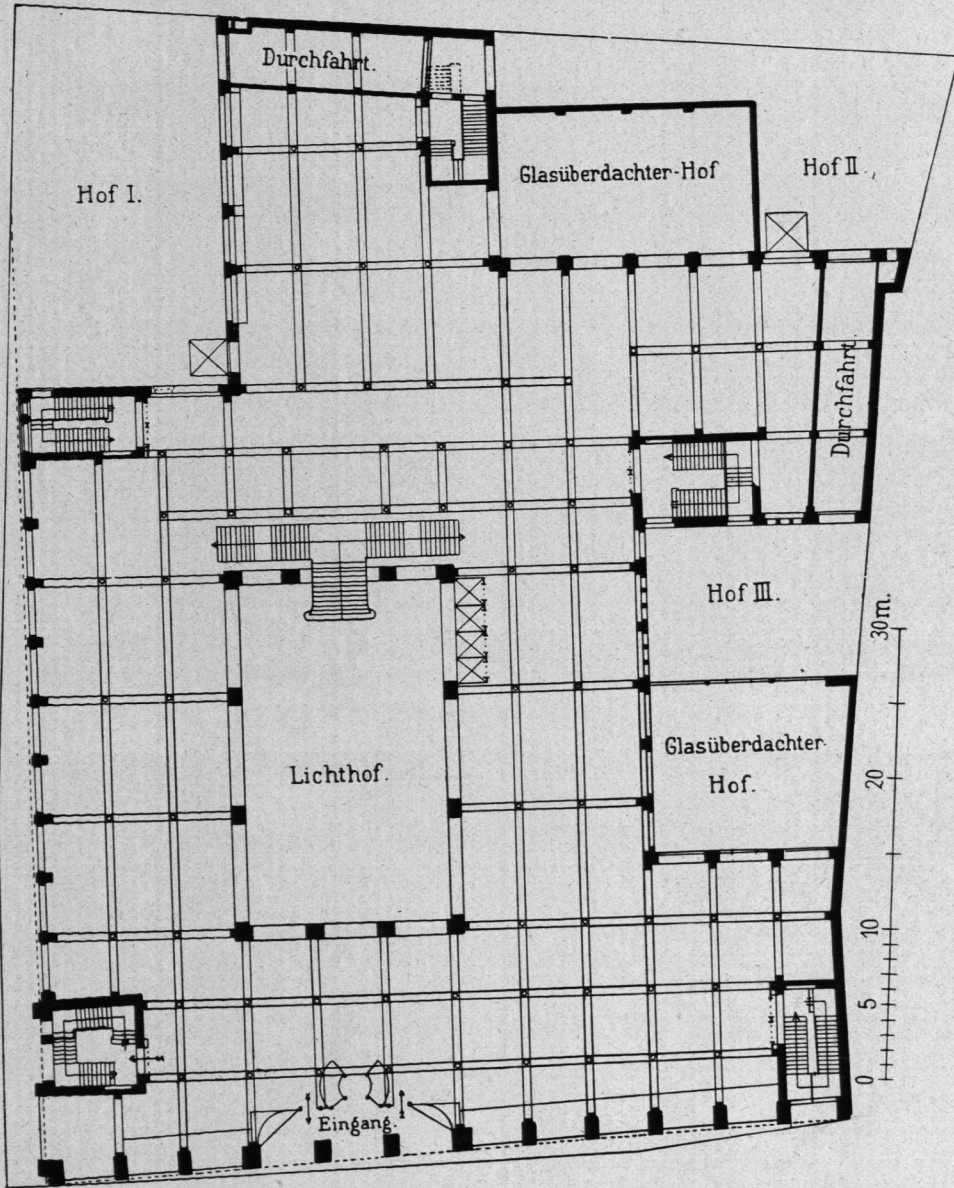 Durchfahrt.
Hof I.
Glasüberdachter-Hof
Hof II
Durchfahrt.
Hof III.
30m.
Glasüberdachter-
Hof.
Lichthof.
20
10
5
0
Eingang.